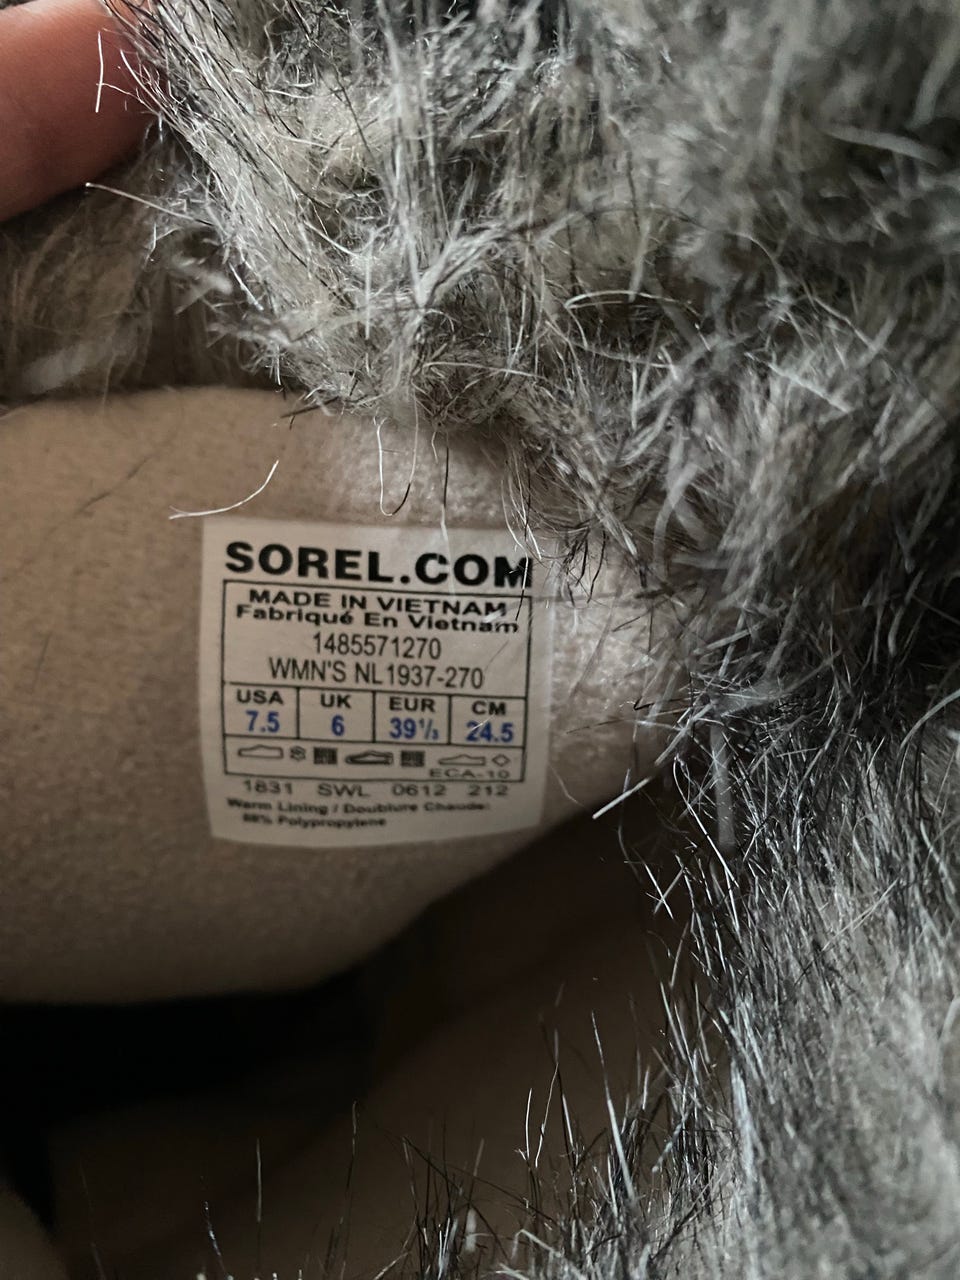 SOREL.COM
MADE IN VIETNAM
Fabriqué En Vietnam
1485571270
WMN'S NL1937-270
USA UK EUR CM
7.5 6 39⅓ 24.5
ECA-10
1831 SWL 0612 212
Warm Lining / Doublure Chaude:
Polypropylene